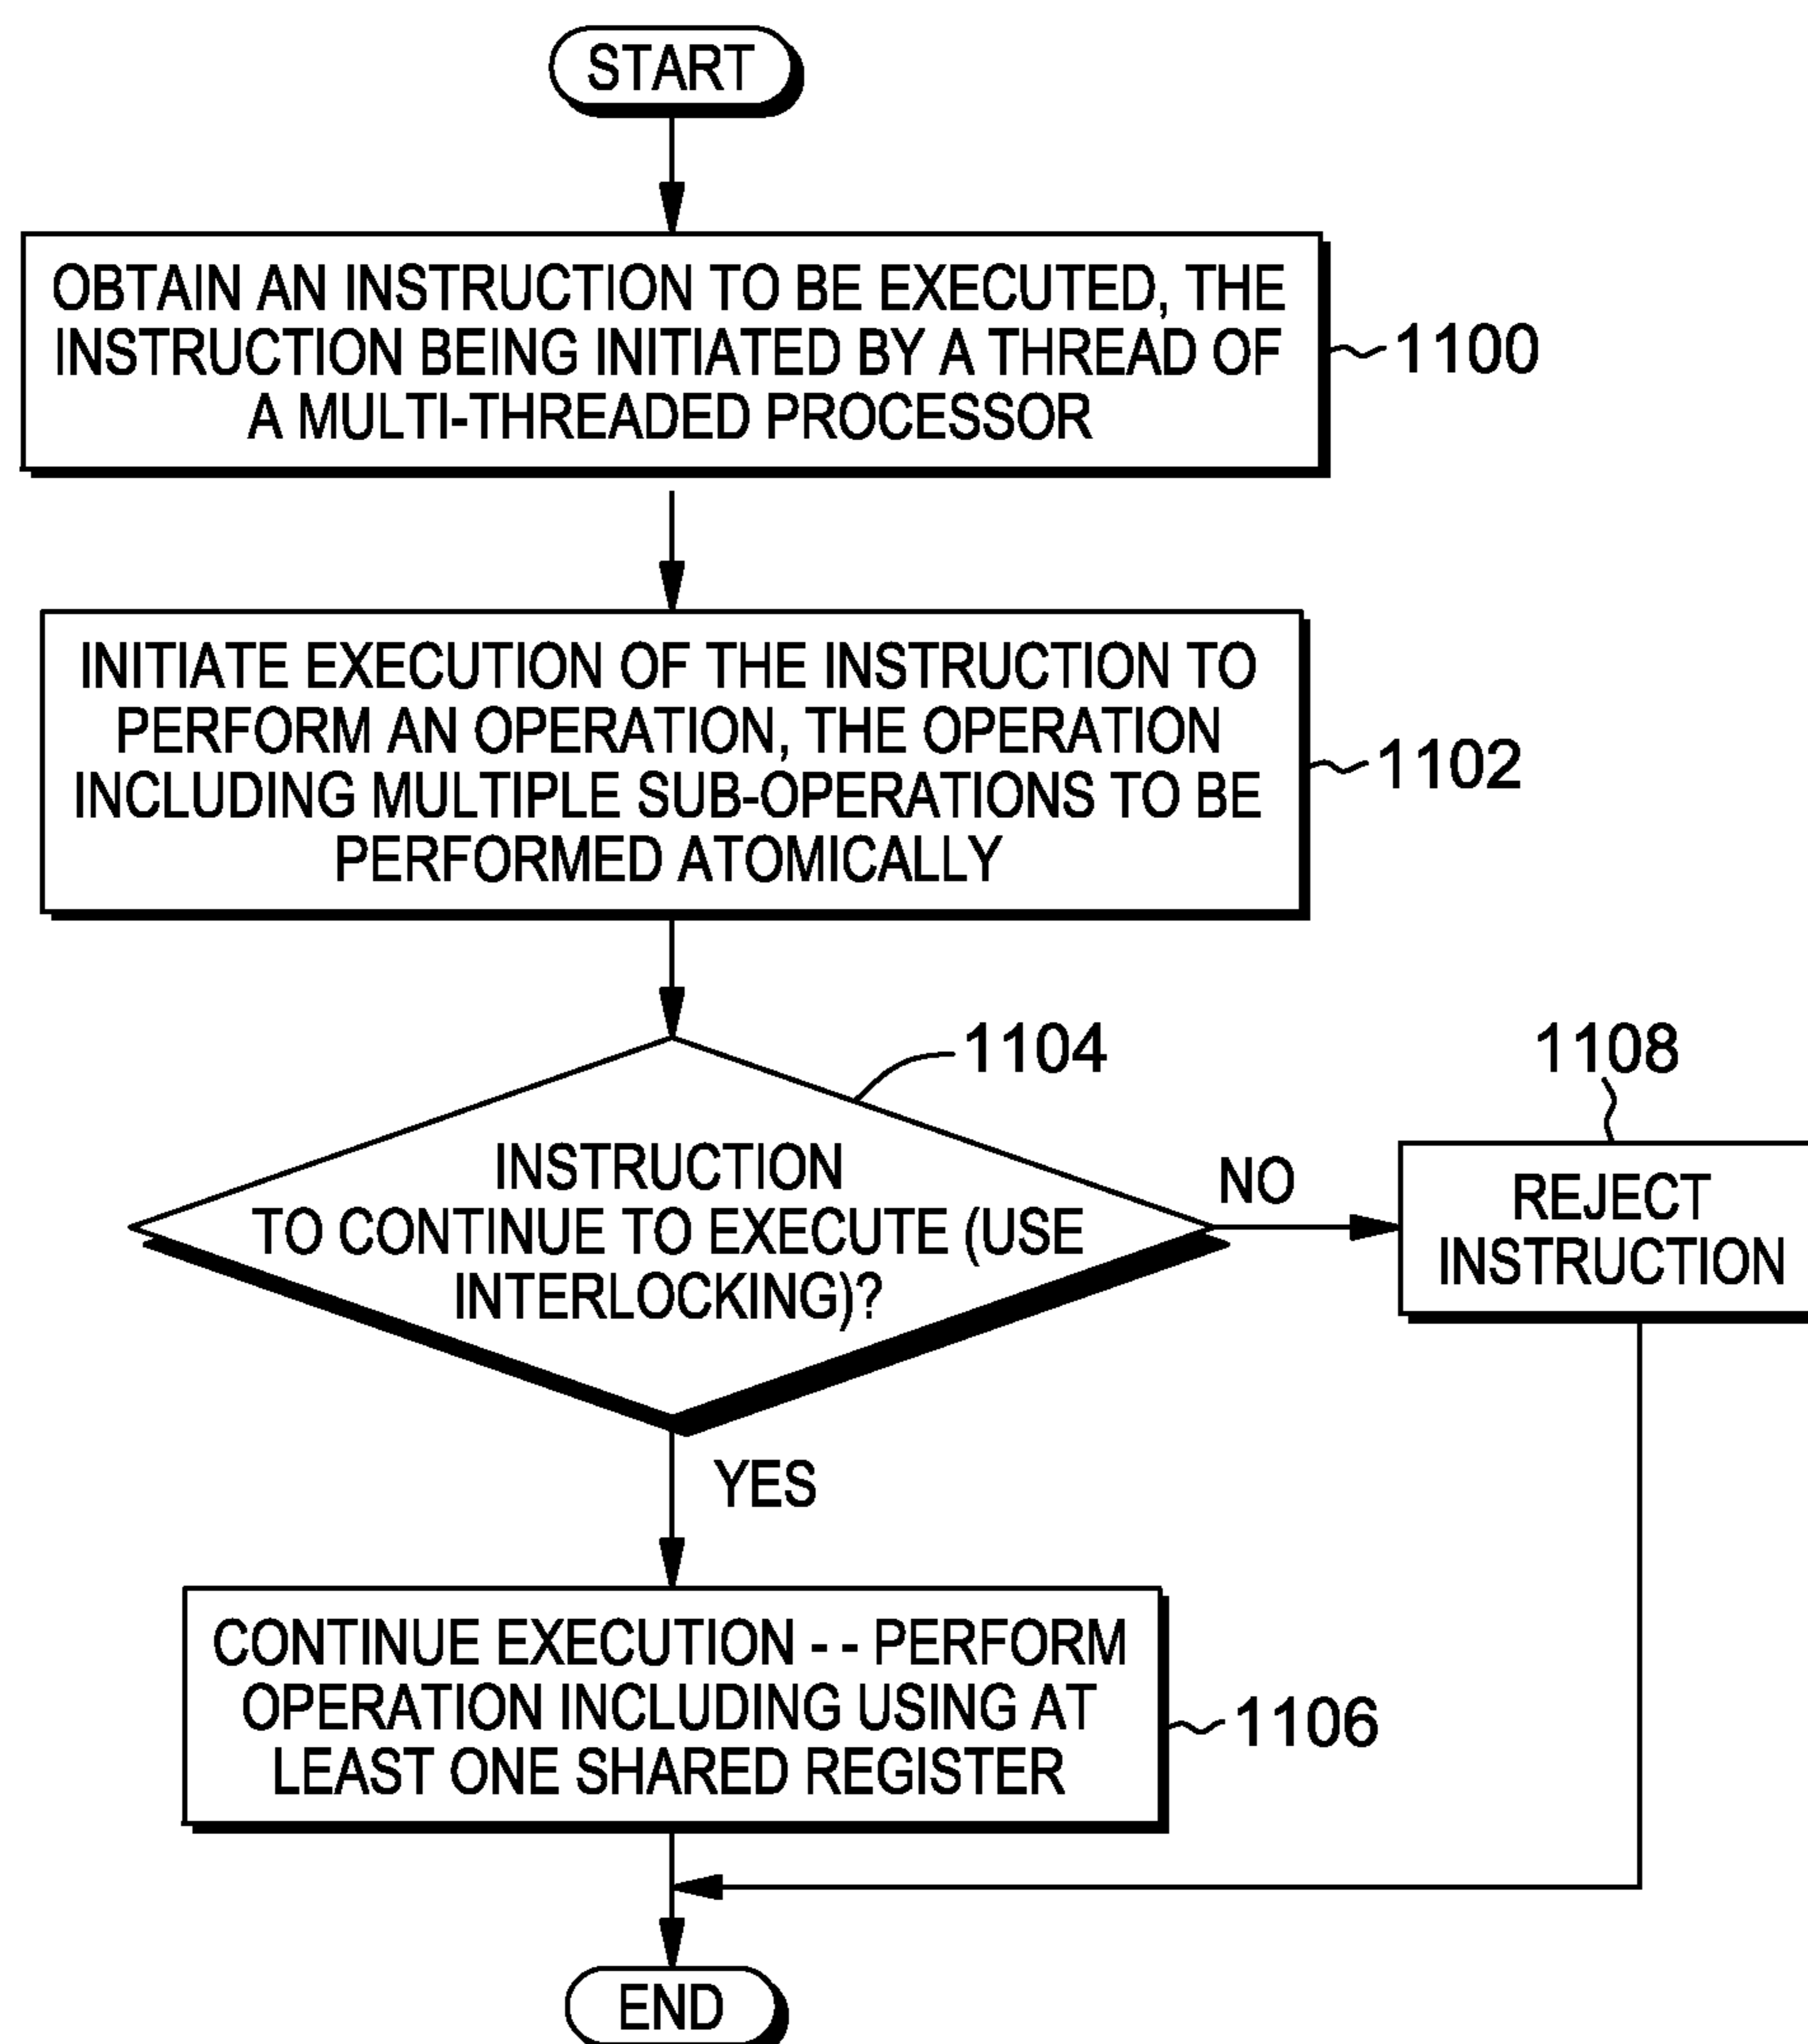 START
OBTAIN AN INSTRUCTION TO BE EXECUTED, THE
INSTRUCTION BEING INITIATED BY A THREAD OF
A MULTI-THREADED PROCESSOR
1100
INITIATE EXECUTION OF THE INSTRUCTION TO
PERFORM AN OPERATION, THE OPERATION
INCLUDING MULTIPLE SUB-OPERATIONS TO BE
PERFORMED ATOMICALLY
1102
1104
INSTRUCTION
TO CONTINUE TO EXECUTE (USE
INTERLOCKING)?
NO
1108
REJECT
INSTRUCTION
YES
CONTINUE EXECUTION - - PERFORM
OPERATION INCLUDING USING AT
LEAST ONE SHARED REGISTER
1106
END